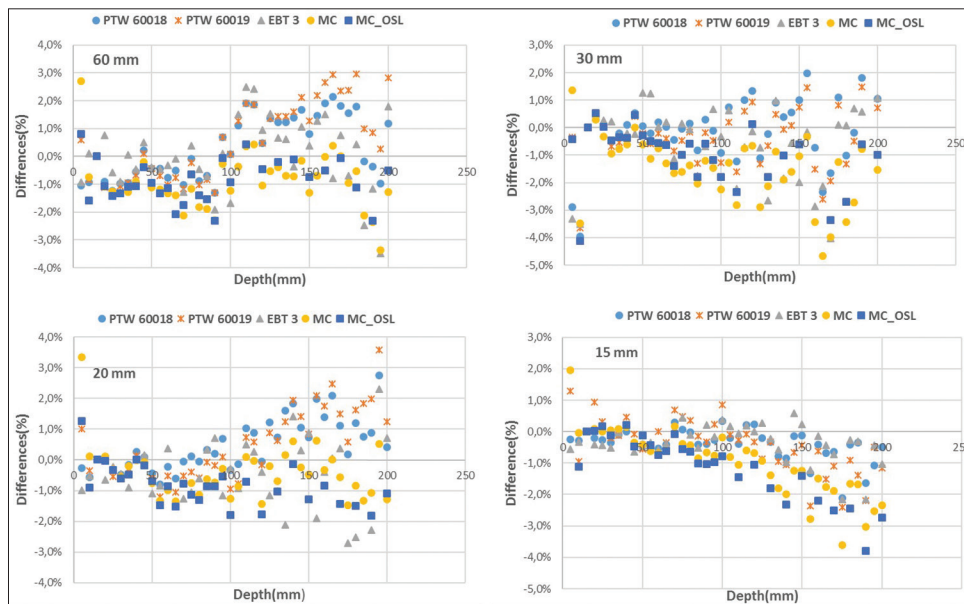 PTW 60018 PTW 60019 EBT 3 MC MC_OSL
4,0%
3,0%
2,0%
1,0%
0,0%
-1,0%
-2,0%
-3,0%
-4,0%
Differences(%)
60 mm
0 50 100 150 200 250
Depth(mm)
PTW 60018 PTW 60019 EBT 3 MC MC_OSL
3,0%
2,0%
1,0%
0,0%
-1,0%
-2,0%
-3,0%
-4,0%
-5,0%
Differences(%)
30 mm
0 50 100 150 200 250
Depth(mm)
PTW 60018 PTW 60019 EBT 3 MC MC_OSL
4,0%
3,0%
2,0%
1,0%
0,0%
-1,0%
-2,0%
-3,0%
-4,0%
Differences(%)
20 mm
0 50 100 150 200 250
Depth(mm)
PTW 60018 PTW 60019 EBT 3 MC MC_OSL
3,0%
2,0%
1,0%
0,0%
-1,0%
-2,0%
-3,0%
-4,0%
-5,0%
Differences(%)
15 mm
0 50 100 150 200 250
Depth(mm)